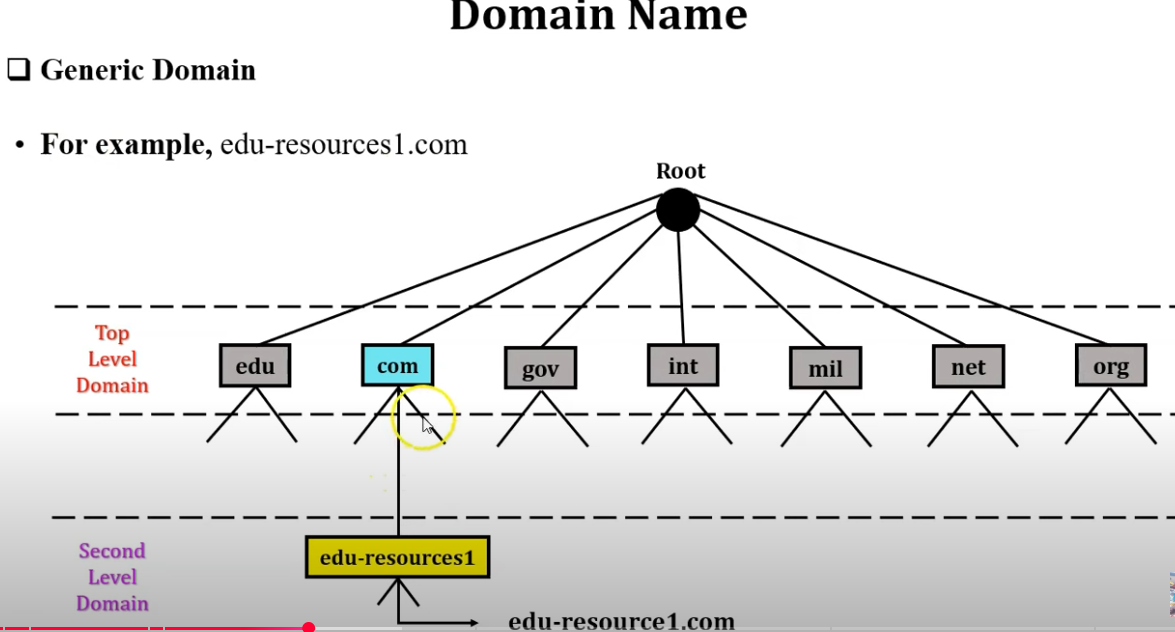 Domain Name
Generic Domain
• For example, edu-resources1.com
Root
Top
Level
Domain
edu
com
gov
int
mil
net
org
Second
Level
Domain
edu-resources1
edu-resource1.com